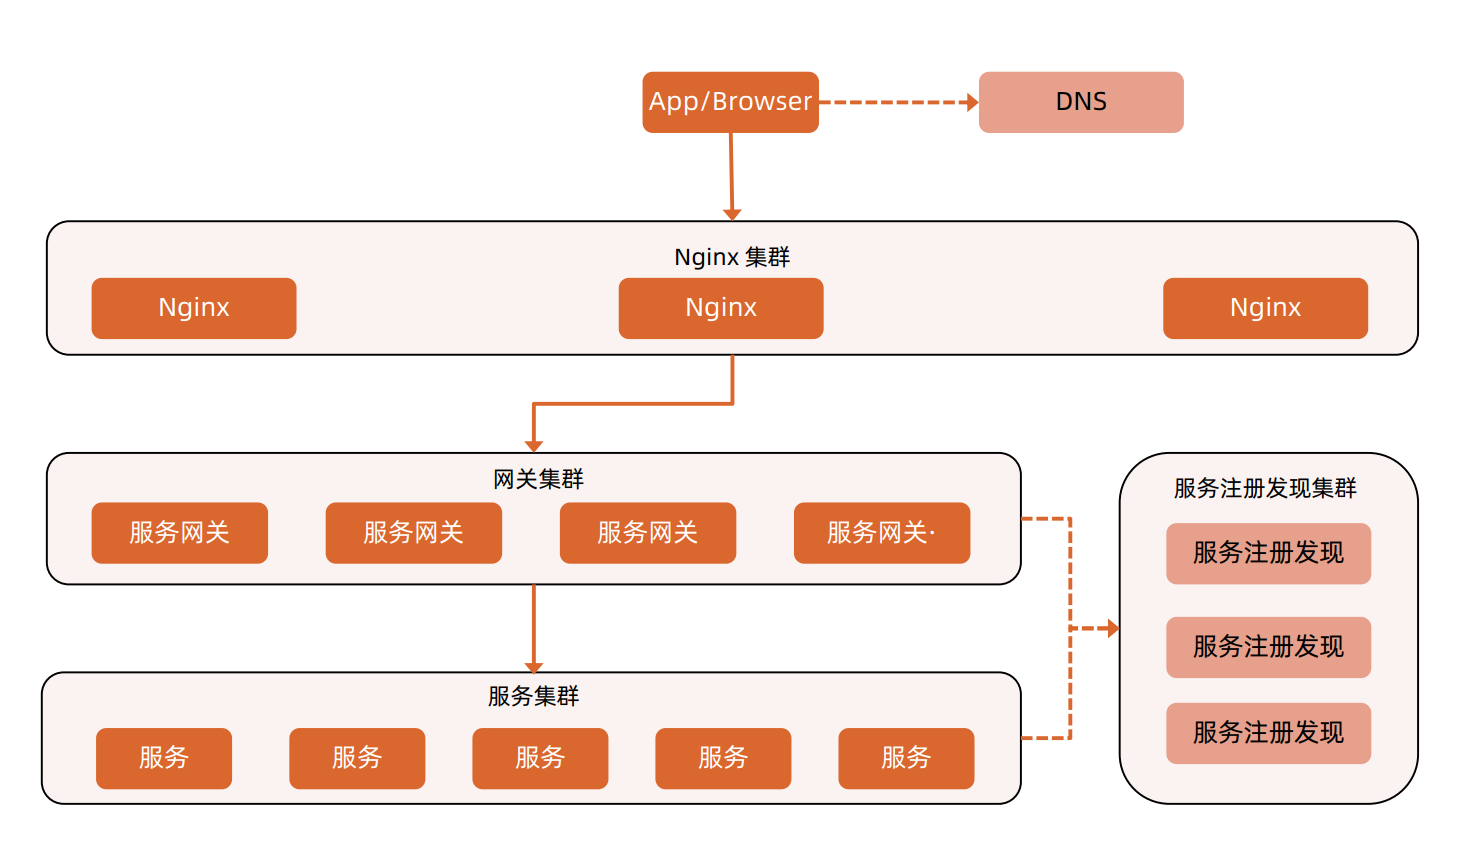 App/Browser
DNS
Nginx 集群
Nginx
Nginx
Nginx
网关集群
服务网关
服务网关
服务网关
服务网关·
服务注册发现集群
服务注册发现
服务注册发现
服务注册发现
服务集群
服务
服务
服务
服务
服务